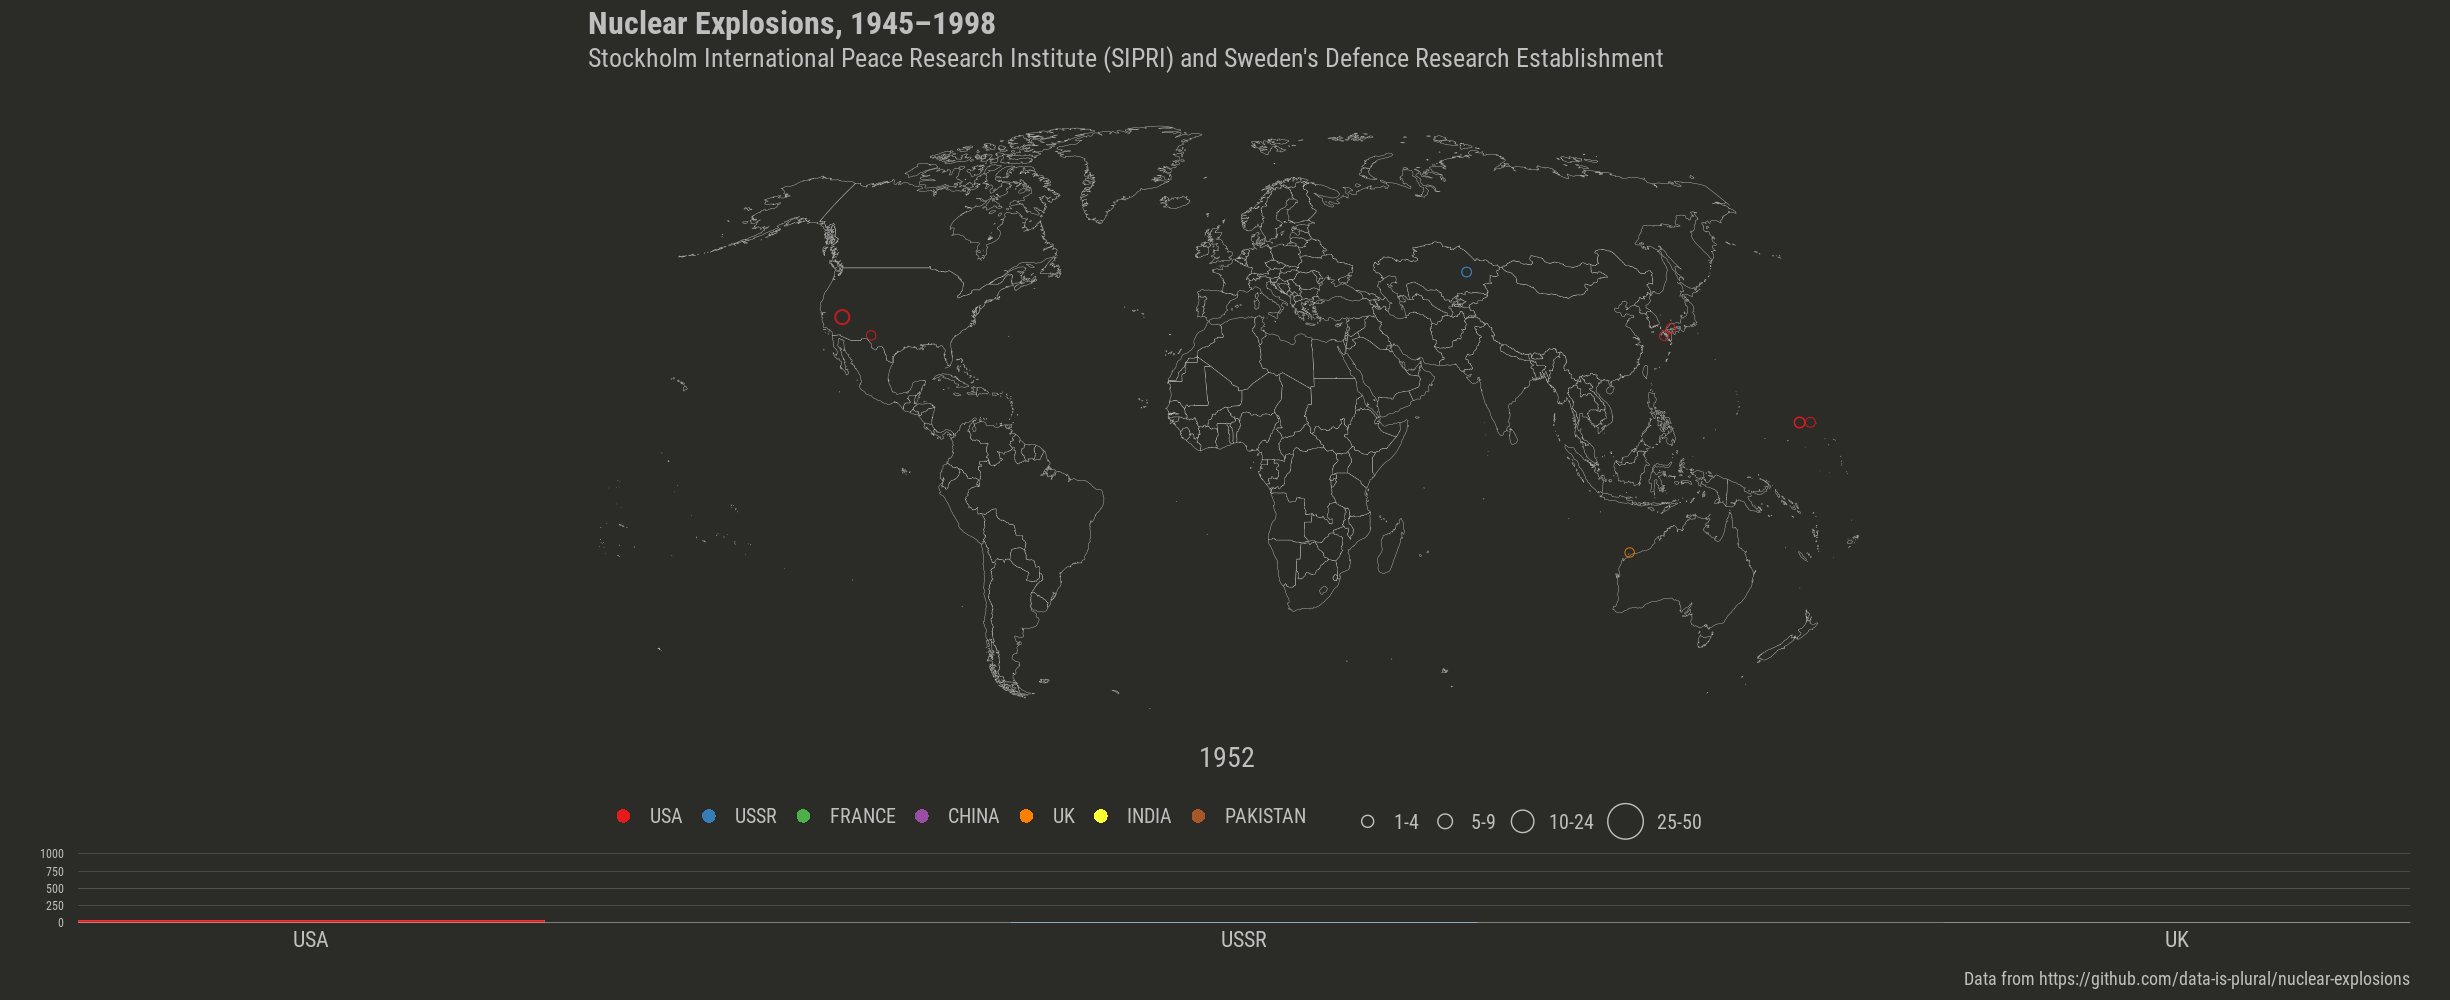 Nuclear Explosions, 1945–1998
Stockholm International Peace Research Institute (SIPRI) and Sweden's Defence Research Establishment
1952
USA USSR FRANCE CHINA UK INDIA PAKISTAN 1-4 5-9 10-24 25-50
1000
750
500
250
0
USA USSR UK
Data from https://github.com/data-is-plural/nuclear-explosions